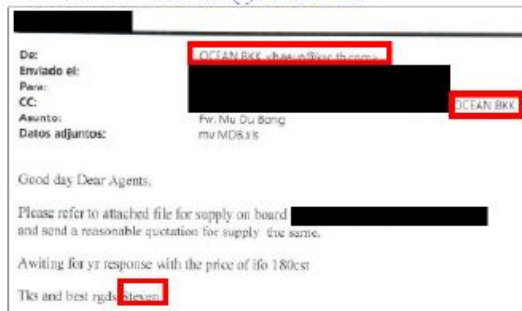 De: OCEAN BKK
Enviado el:
Para:
CC: OCEAN BKK
Asunto: Fw: Mu Du Bong
Datos adjuntos: mv MDB.xls
Good day Dear Agents,
Please refer to attached file for supply on board
and send a reasonable quotation for supply the same.
Awiting for yr response with the price of ifo 180cst
Tks and best rgds Steven